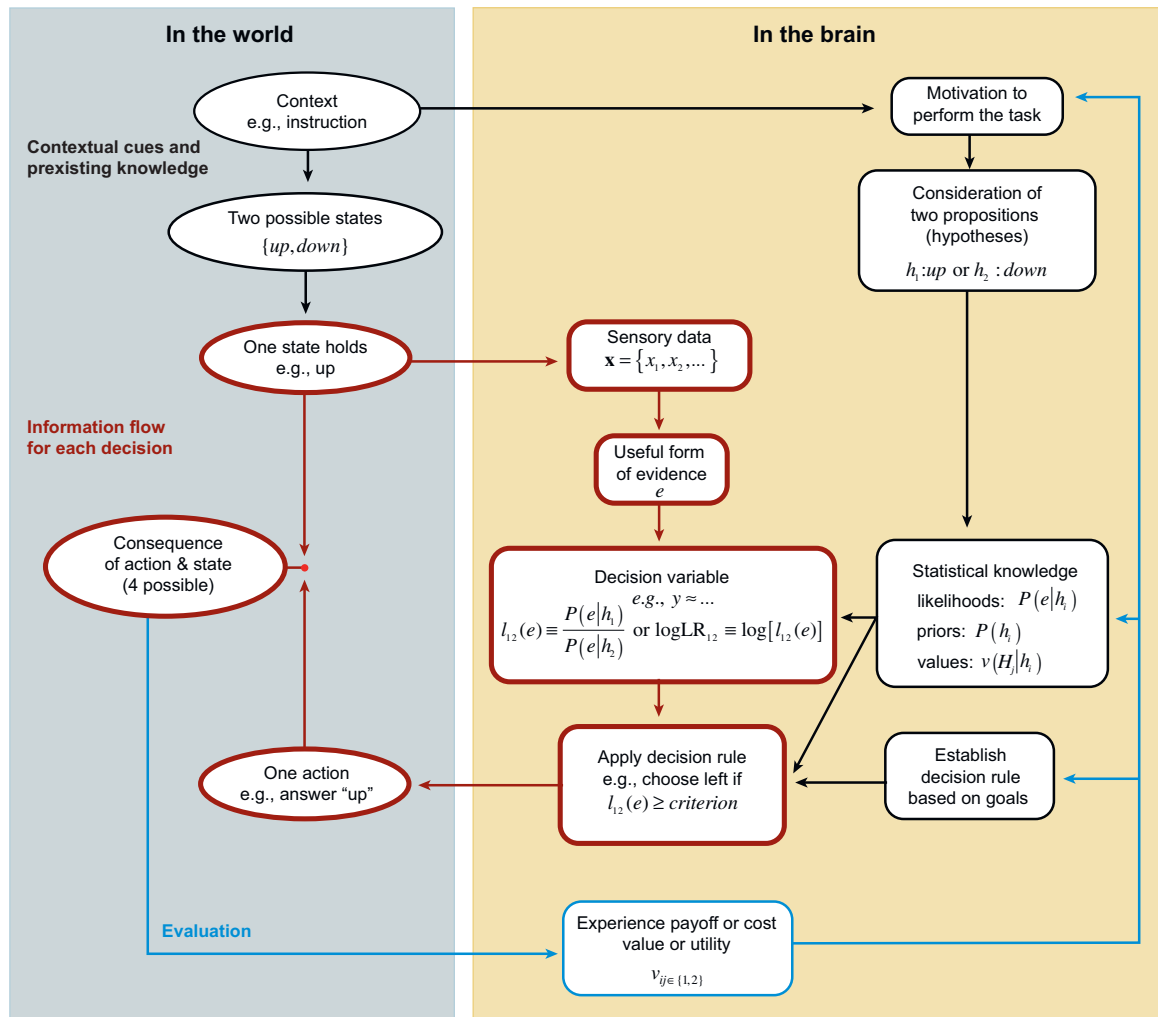 In the world
In the brain
Context
e.g., instruction
Motivation to
perform the task
Contextual cues and
prexisting knowledge
Two possible states
{up, down}
Consideration of
two propositions
(hypotheses)
h₁:up or h₂ : down
One state holds
e.g., up
Sensory data
x = {x₁, x₂,...}
Information flow
for each decision
Useful form
of evidence
e
Consequence
of action & state
(4 possible)
Decision variable
e.g., y ≈ ...
l₁₂(e) ≡ P(e|h₁) / P(e|h₂) or logLR₁₂ ≡ log[l₁₂(e)]
Statistical knowledge
likelihoods: P(e|hᵢ)
priors: P(hᵢ)
values: v(Hⱼ|hᵢ)
One action
e.g., answer “up”
Apply decision rule
e.g., choose left if
l₁₂(e) ≥ criterion
Establish
decision rule
based on goals
Evaluation
Experience payoff or cost
value or utility
v_{ij∈{1,2}}